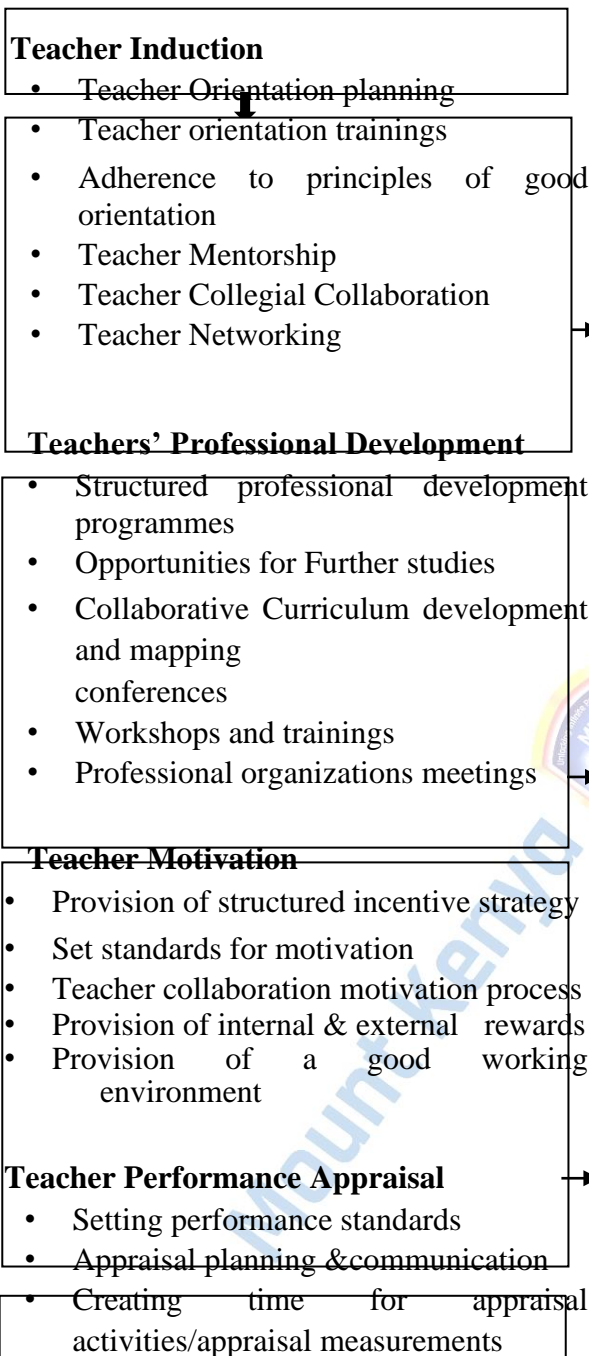 Teacher Induction
• Teacher Orientation planning
• Teacher orientation trainings
• Adherence to principles of good
orientation
• Teacher Mentorship
• Teacher Collegial Collaboration
• Teacher Networking
Teachers’ Professional Development
• Structured professional development
programmes
• Opportunities for Further studies
• Collaborative Curriculum development
and mapping
conferences
• Workshops and trainings
• Professional organizations meetings
Teacher Motivation
• Provision of structured incentive strategy
• Set standards for motivation
• Teacher collaboration motivation process
• Provision of internal & external rewards
• Provision of a good working
environment
Teacher Performance Appraisal
• Setting performance standards
• Appraisal planning &communication
• Creating time for appraisal
activities/appraisal measurements
Mount Kenya